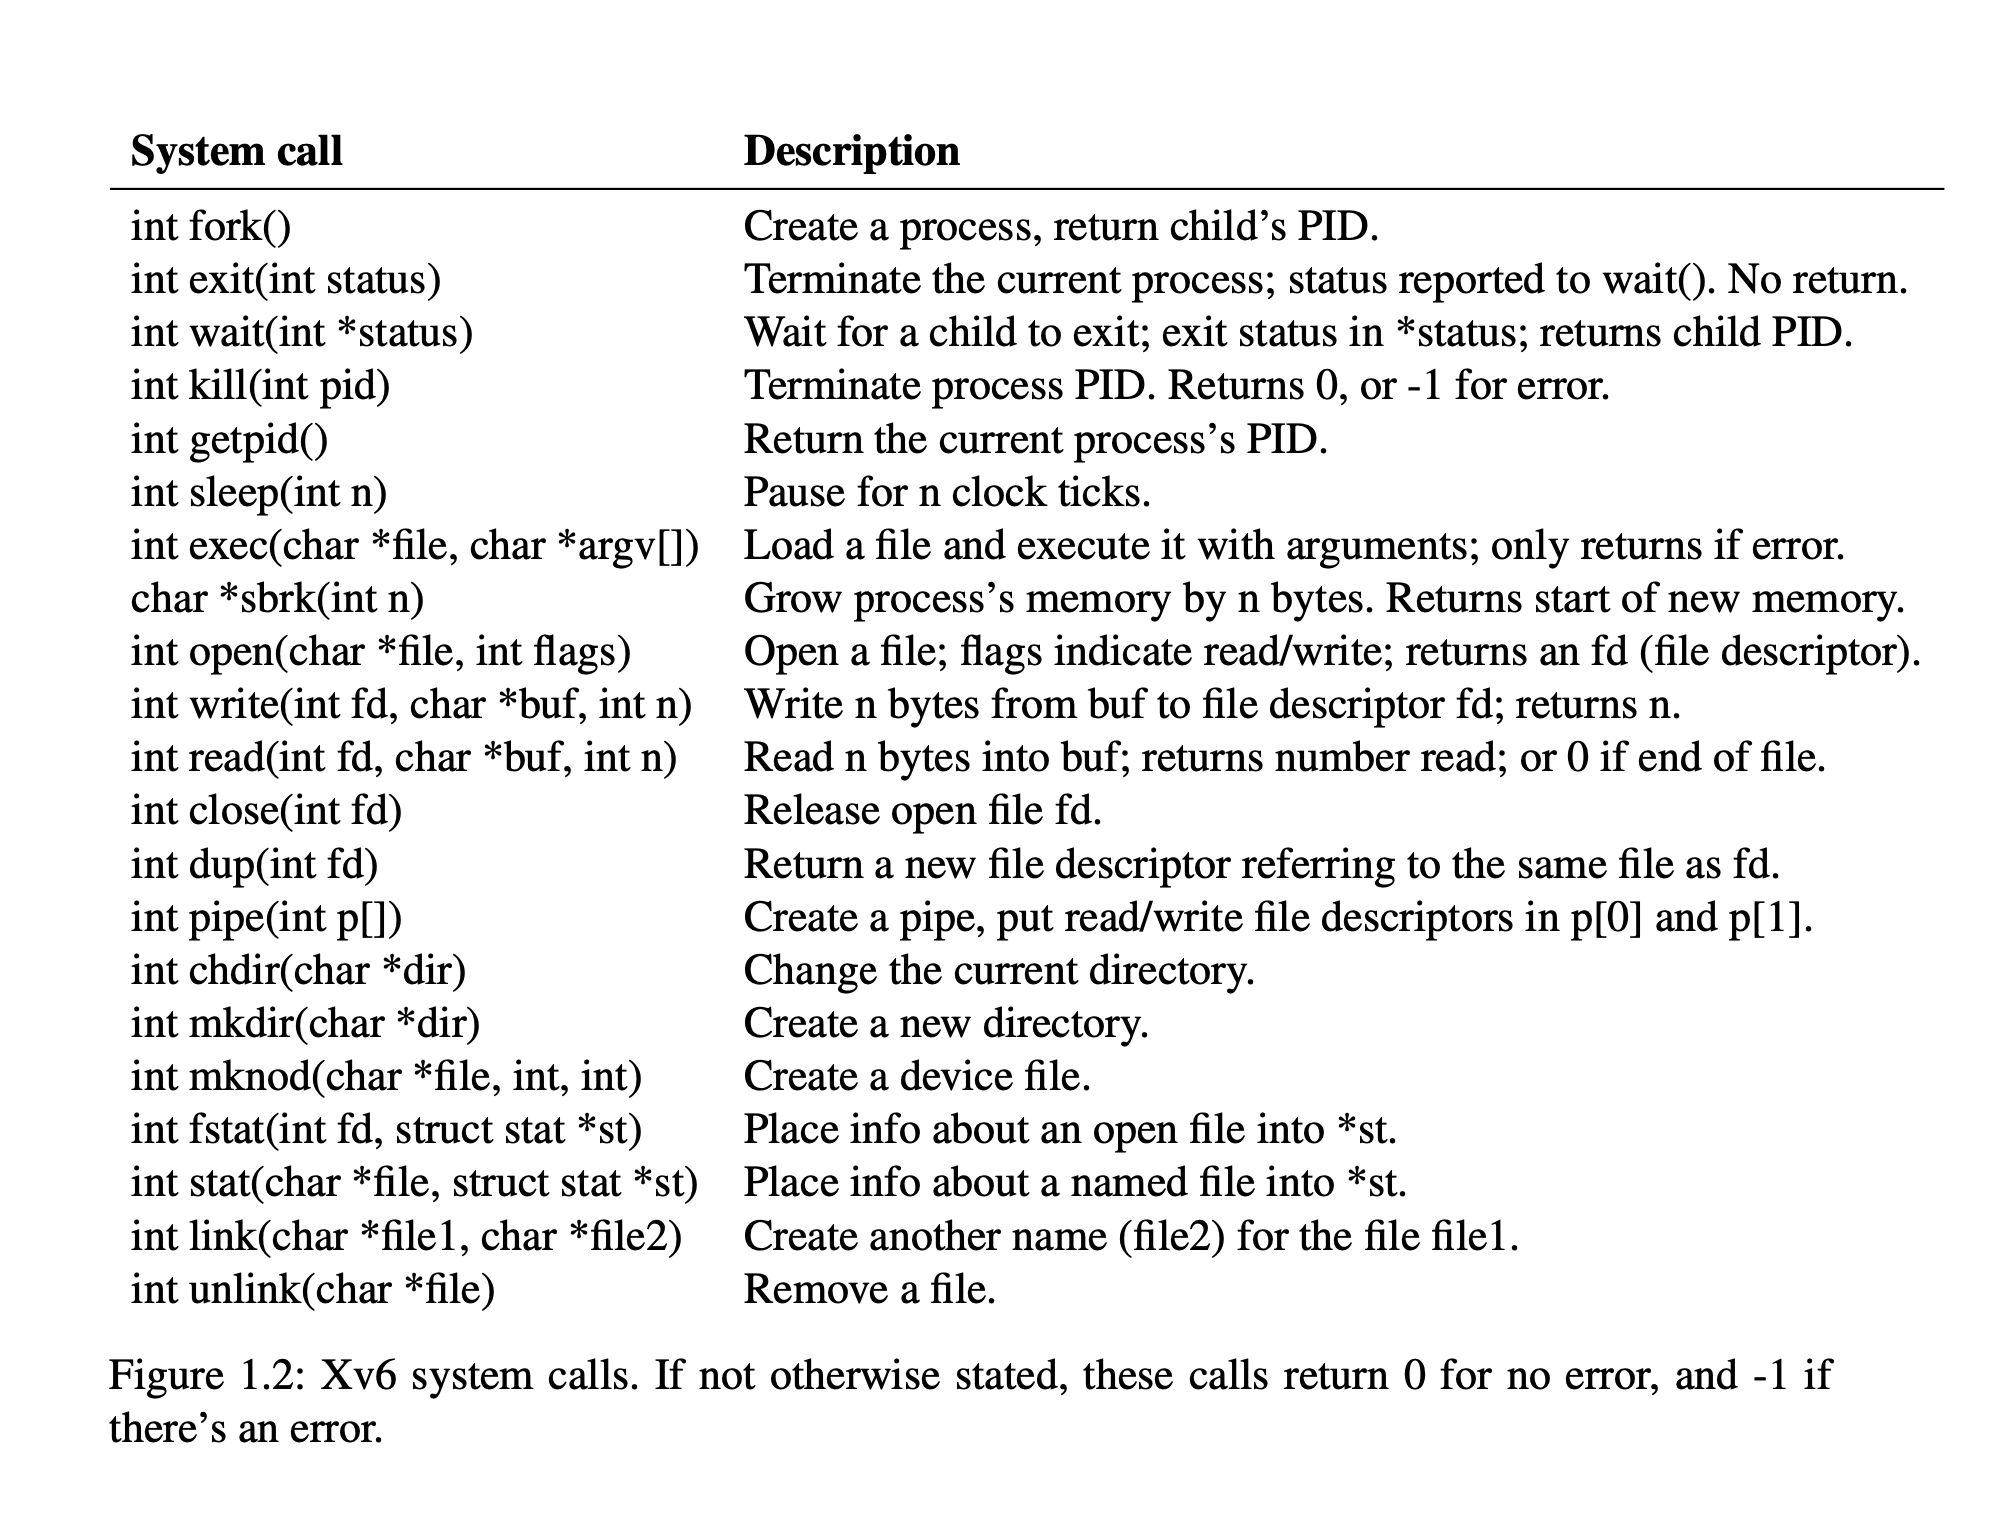 System call Description
int fork() Create a process, return child’s PID.
int exit(int status) Terminate the current process; status reported to wait(). No return.
int wait(int *status) Wait for a child to exit; exit status in *status; returns child PID.
int kill(int pid) Terminate process PID. Returns 0, or -1 for error.
int getpid() Return the current process’s PID.
int sleep(int n) Pause for n clock ticks.
int exec(char *file, char *argv[]) Load a file and execute it with arguments; only returns if error.
char *sbrk(int n) Grow process’s memory by n bytes. Returns start of new memory.
int open(char *file, int flags) Open a file; flags indicate read/write; returns an fd (file descriptor).
int write(int fd, char *buf, int n) Write n bytes from buf to file descriptor fd; returns n.
int read(int fd, char *buf, int n) Read n bytes into buf; returns number read; or 0 if end of file.
int close(int fd) Release open file fd.
int dup(int fd) Return a new file descriptor referring to the same file as fd.
int pipe(int p[]) Create a pipe, put read/write file descriptors in p[0] and p[1].
int chdir(char *dir) Change the current directory.
int mkdir(char *dir) Create a new directory.
int mknod(char *file, int, int) Create a device file.
int fstat(int fd, struct stat *st) Place info about an open file into *st.
int stat(char *file, struct stat *st) Place info about a named file into *st.
int link(char *file1, char *file2) Create another name (file2) for the file file1.
int unlink(char *file) Remove a file.
Figure 1.2: Xv6 system calls. If not otherwise stated, these calls return 0 for no error, and -1 if
there’s an error.